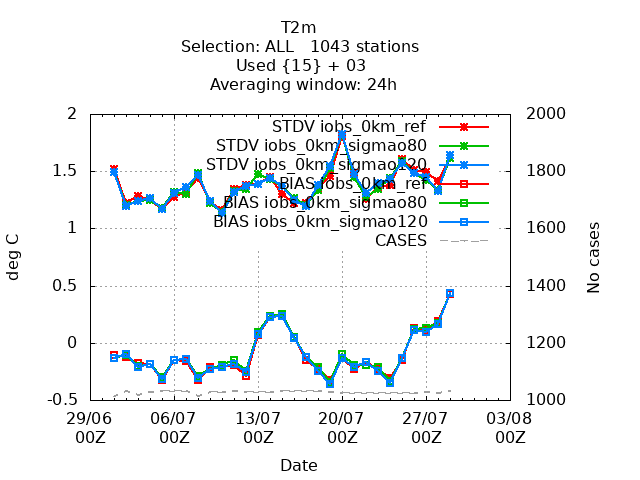 T2m
Selection: ALL   1043 stations
Used {15} + 03
Averaging window: 24h
2
1.5
1
0.5
0
-0.5
deg C
2000
1800
1600
1400
1200
1000
No cases
STDV iobs_0km_ref
STDV iobs_0km_sigmao80
STDV iobs_0km_sigmao120
BIAS iobs_0km_ref
BIAS iobs_0km_sigmao80
BIAS iobs_0km_sigmao120
CASES
29/06 06/07 13/07 20/07 27/07 03/08
00Z 00Z 00Z 00Z 00Z 00Z
Date